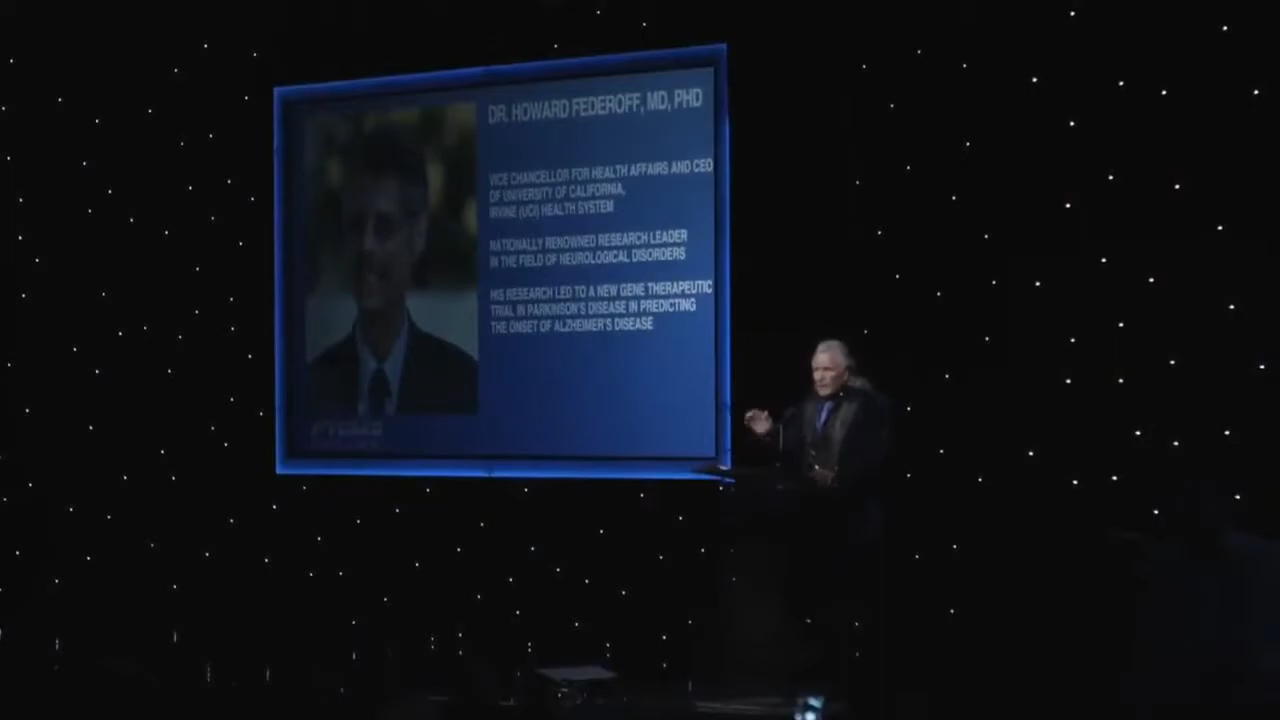 DR. HOWARD FEDEROFF, MD, PHD
VICE CHANCELLOR FOR HEALTH AFFAIRS AND CEO
OF UNIVERSITY OF CALIFORNIA,
IRVINE (UCI) HEALTH SYSTEM
NATIONALLY RENOWNED RESEARCH LEADER
IN THE FIELD OF NEUROLOGICAL DISORDERS
HIS RESEARCH LED TO A NEW GENE THERAPEUTIC
TRIAL IN PARKINSON'S DISEASE IN PREDICTING
THE ONSET OF ALZHEIMER'S DISEASE